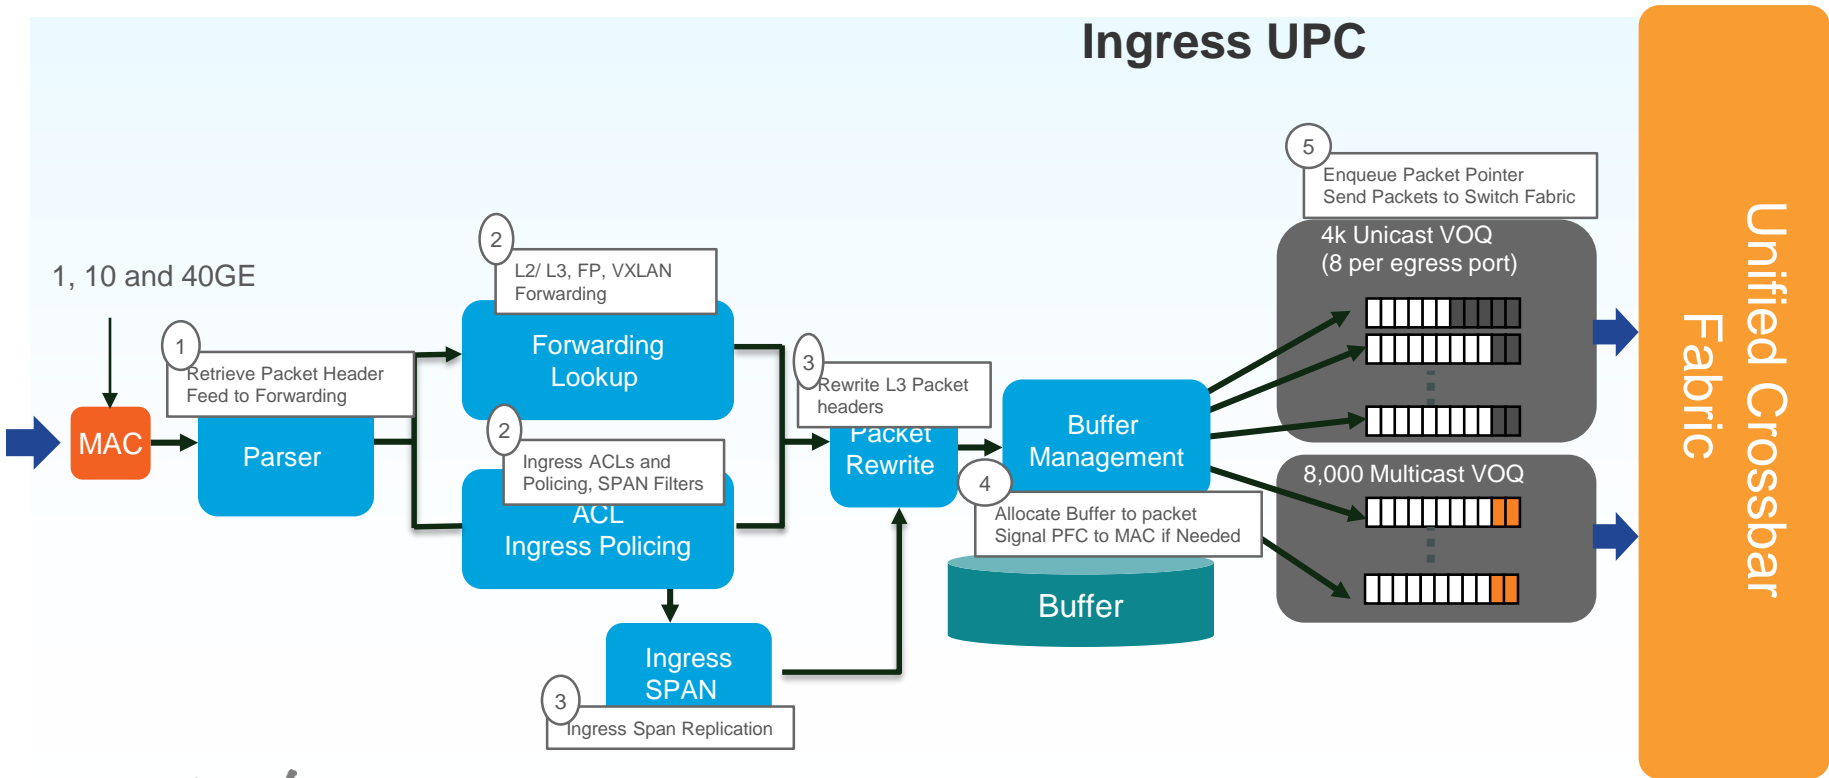 Ingress UPC
5
Enqueue Packet Pointer
Send Packets to Switch Fabric
4k Unicast VOQ
(8 per egress port)
2
L2/ L3, FP, VXLAN
Forwarding
1, 10 and 40GE
1
Retrieve Packet Header
Feed to Forwarding
Forwarding
Lookup
3
Rewrite L3 Packet
headers
MAC
Parser
2
Ingress ACLs and
Policing, SPAN Filters
ACL
Ingress Policing
Packet
Rewrite
Buffer
Management
4
Allocate Buffer to packet
Signal PFC to MAC if Needed
Buffer
8,000 Multicast VOQ
Ingress
SPAN
3
Ingress Span Replication
Unified Crossbar
Fabric